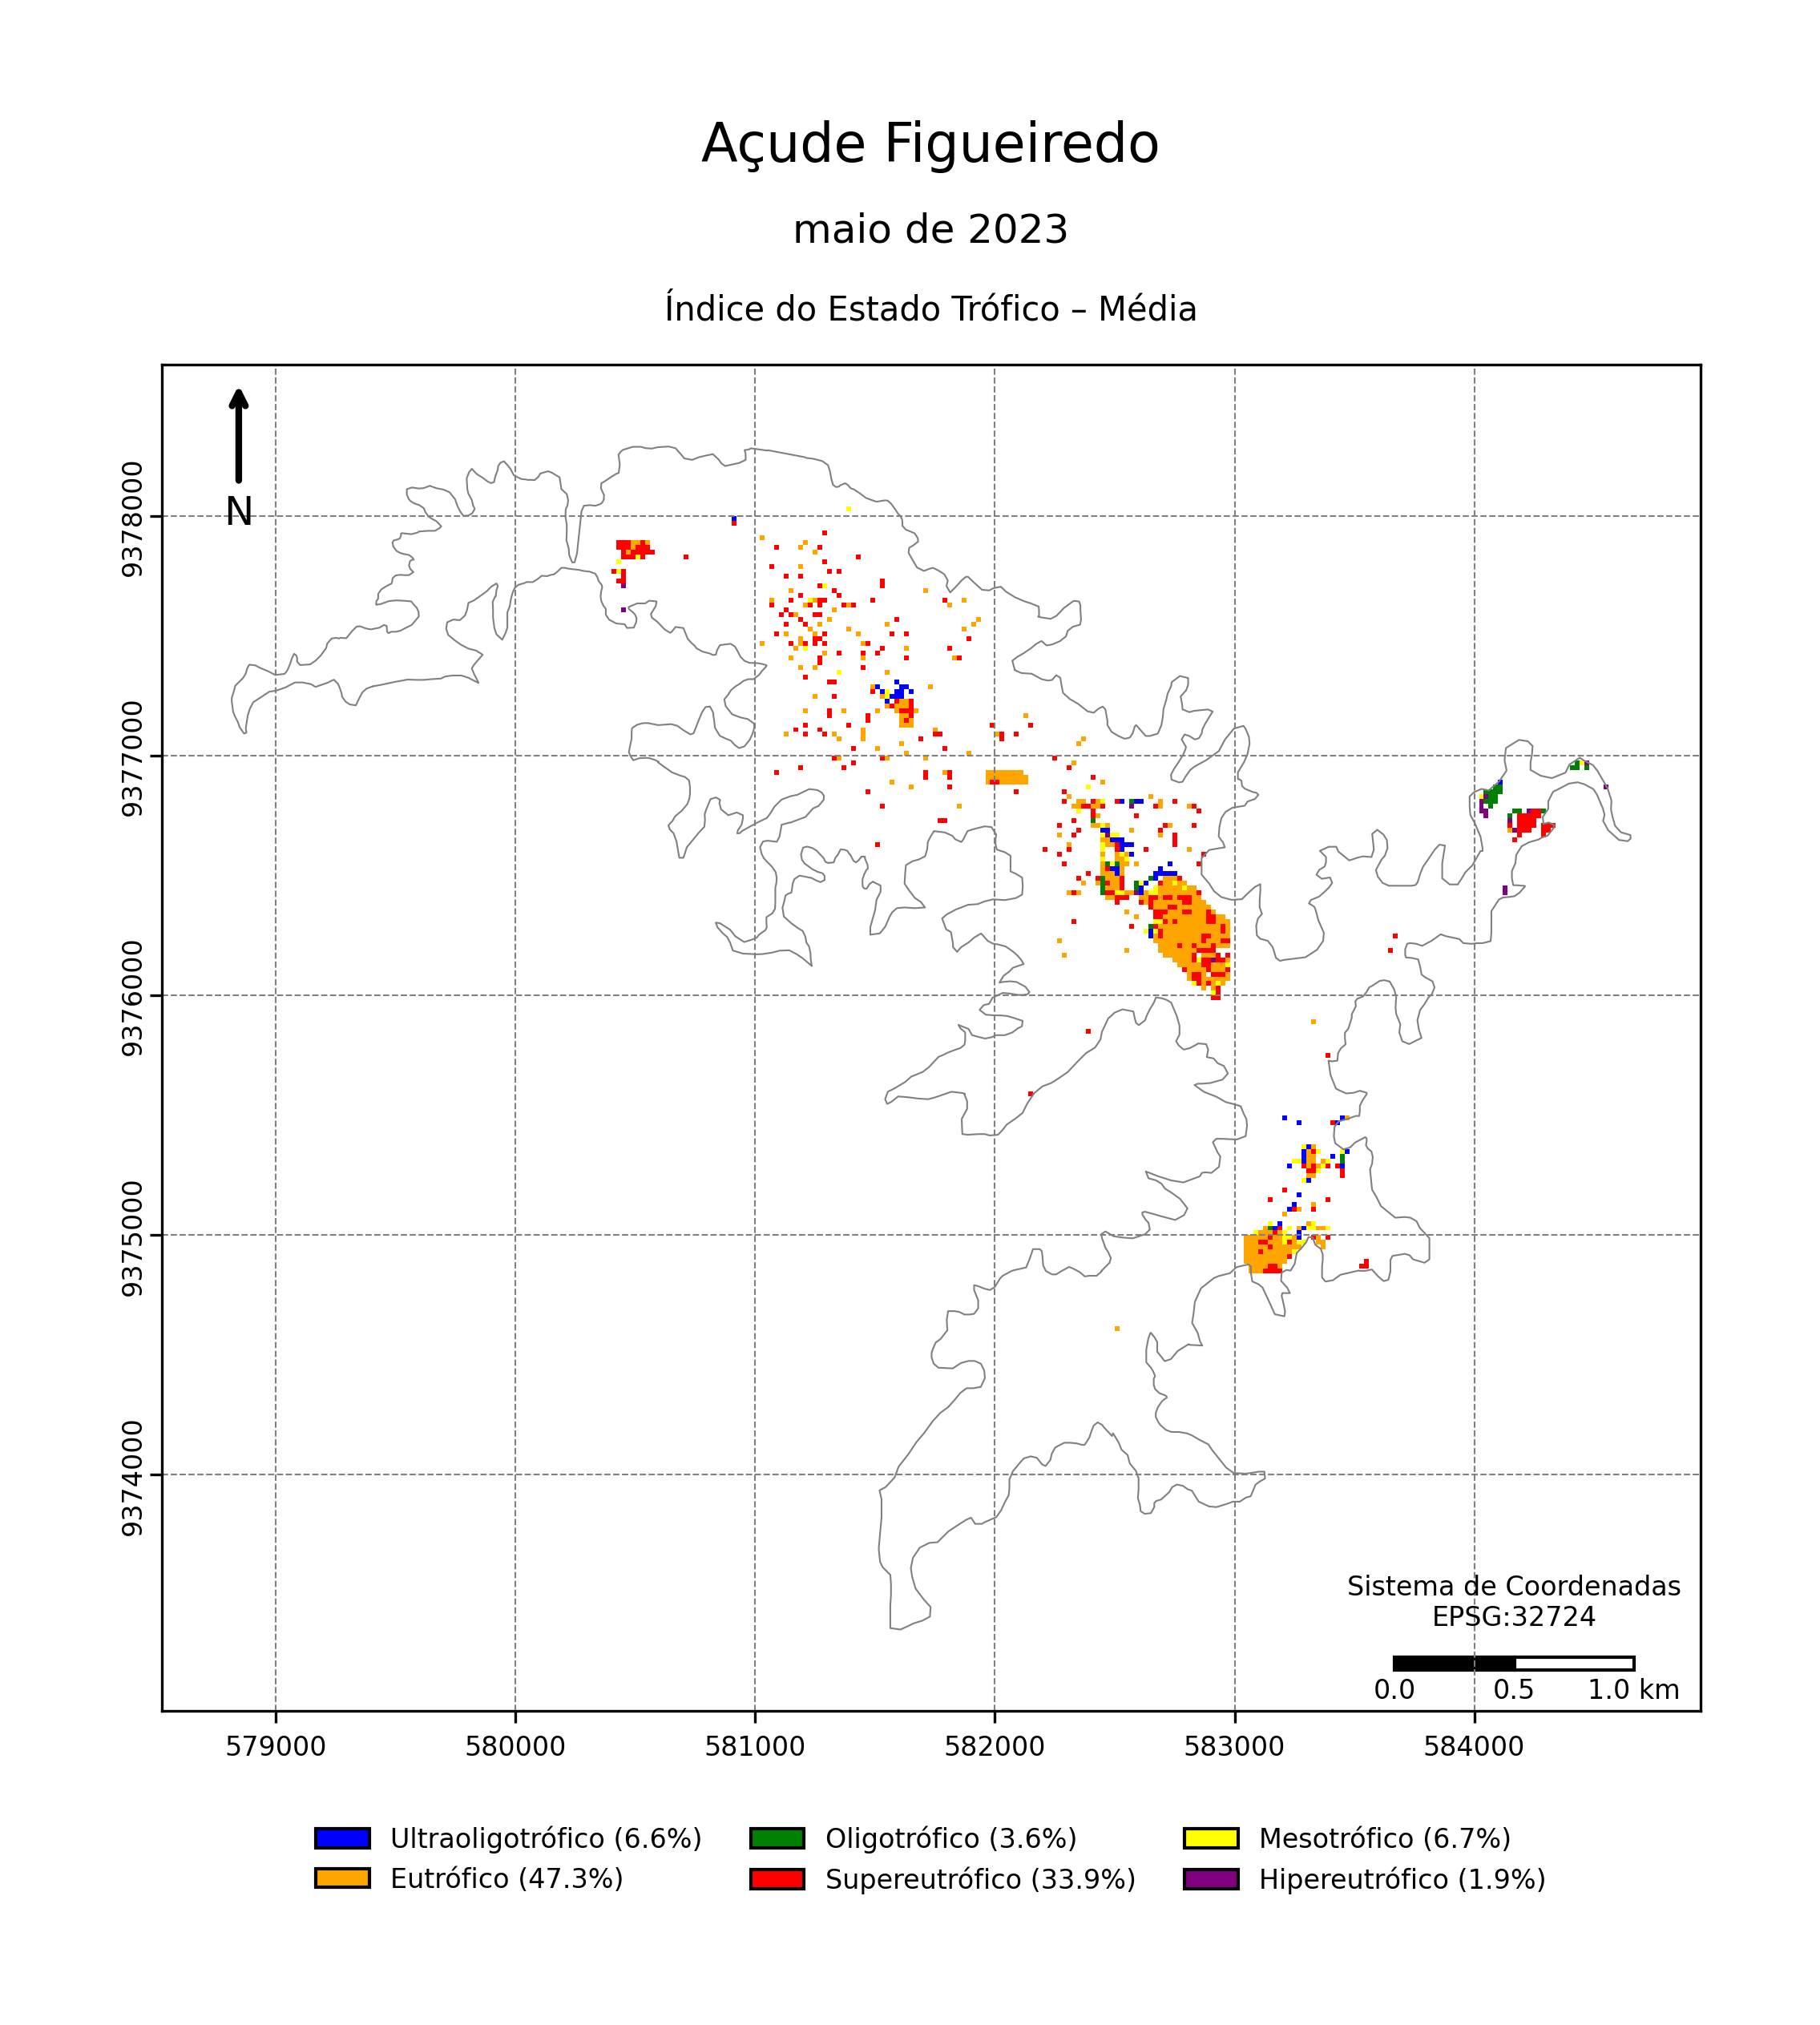 Açude Figueiredo
maio de 2023
Índice do Estado Trófico – Média
N
9378000
9377000
9376000
9375000
9374000
Sistema de Coordenadas
EPSG:32724
0.0 0.5 1.0 km
579000 580000 581000 582000 583000 584000
Ultraoligotrófico (6.6%) Oligotrófico (3.6%) Mesotrófico (6.7%)
Eutrófico (47.3%) Supereutrófico (33.9%) Hipereutrófico (1.9%)